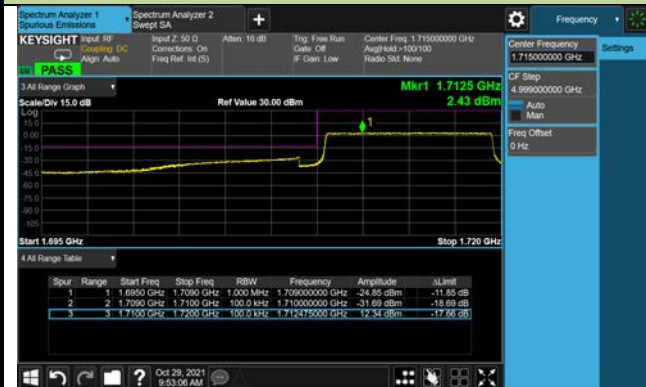 Spectrum Analyzer 1
Spurious Emissions
Spectrum Analyzer 2
Swept SA
+
Frequency
KEYSIGHT
Input: RF
Coupling: DC
Align: Auto
Input Z: 50 Ω
Corrections: On
Freq Ref: Int (S)
Atten: 16 dB
Trig: Free Run
Gate: Off
IF Gain: Low
Center Freq: 1.715000000 GHz
Avg|Hold:>100/100
Radio Std: None
PASS
Center Frequency
1.715000000 GHz
Settings
CF Step
4.999000000 GHz
Auto
Man
Freq Offset
0 Hz
3 All Range Graph
Mkr1 1.7125 GHz
Scale/Div 15.0 dB
Ref Value 30.00 dBm
2.43 dBm
Log
15.0
0.00
-15.0
-30.0
-45.0
-60.0
-75.0
-90.0
-105
1
Start 1.695 GHz
Stop 1.720 GHz
4 All Range Table
Spur Range Start Freq Stop Freq RBW Frequency Amplitude ΔLimit
1 1 1.6950 GHz 1.7090 GHz 1.000 MHz 1.709000000 GHz -24.85 dBm -11.85 dB
2 2 1.7090 GHz 1.7100 GHz 100.0 kHz 1.710000000 GHz -31.69 dBm -18.69 dB
3 3 1.7100 GHz 1.7200 GHz 100.0 kHz 1.712475000 GHz 12.34 dBm -17.66 dB
?
Oct 29, 2021
9:53:06 AM